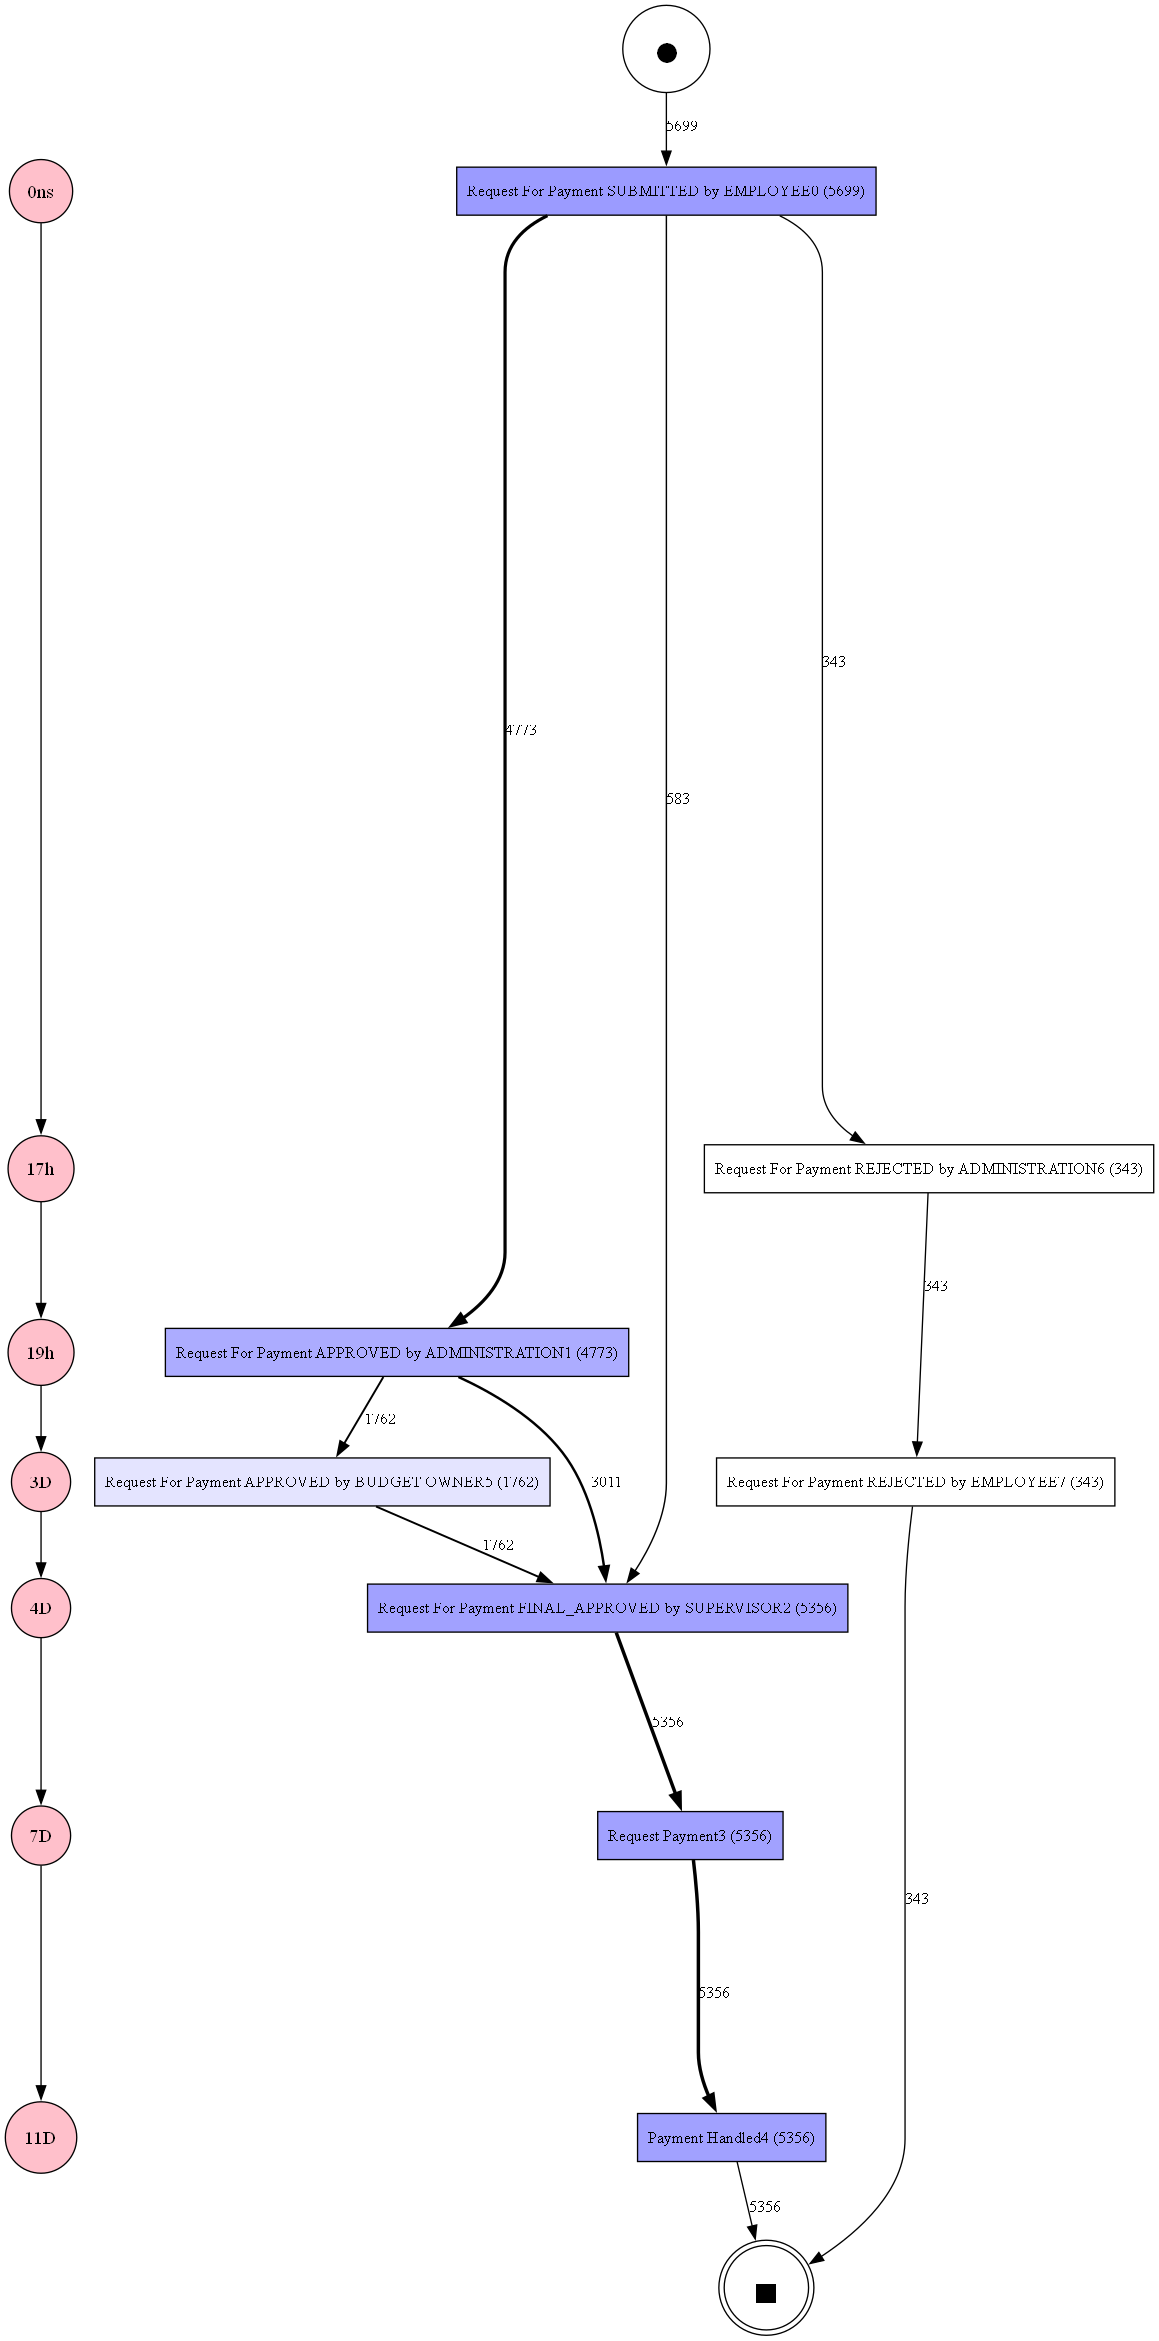 5699
0ns
Request For Payment SUBMITTED by EMPLOYEE0 (5699)
343
4773
583
17h
Request For Payment REJECTED by ADMINISTRATION6 (343)
343
19h
Request For Payment APPROVED by ADMINISTRATION1 (4773)
1762
3011
3D
Request For Payment APPROVED by BUDGET OWNER5 (1762)
Request For Payment REJECTED by EMPLOYEE7 (343)
1762
4D
Request For Payment FINAL_APPROVED by SUPERVISOR2 (5356)
5356
7D
Request Payment3 (5356)
343
5356
11D
Payment Handled4 (5356)
5356